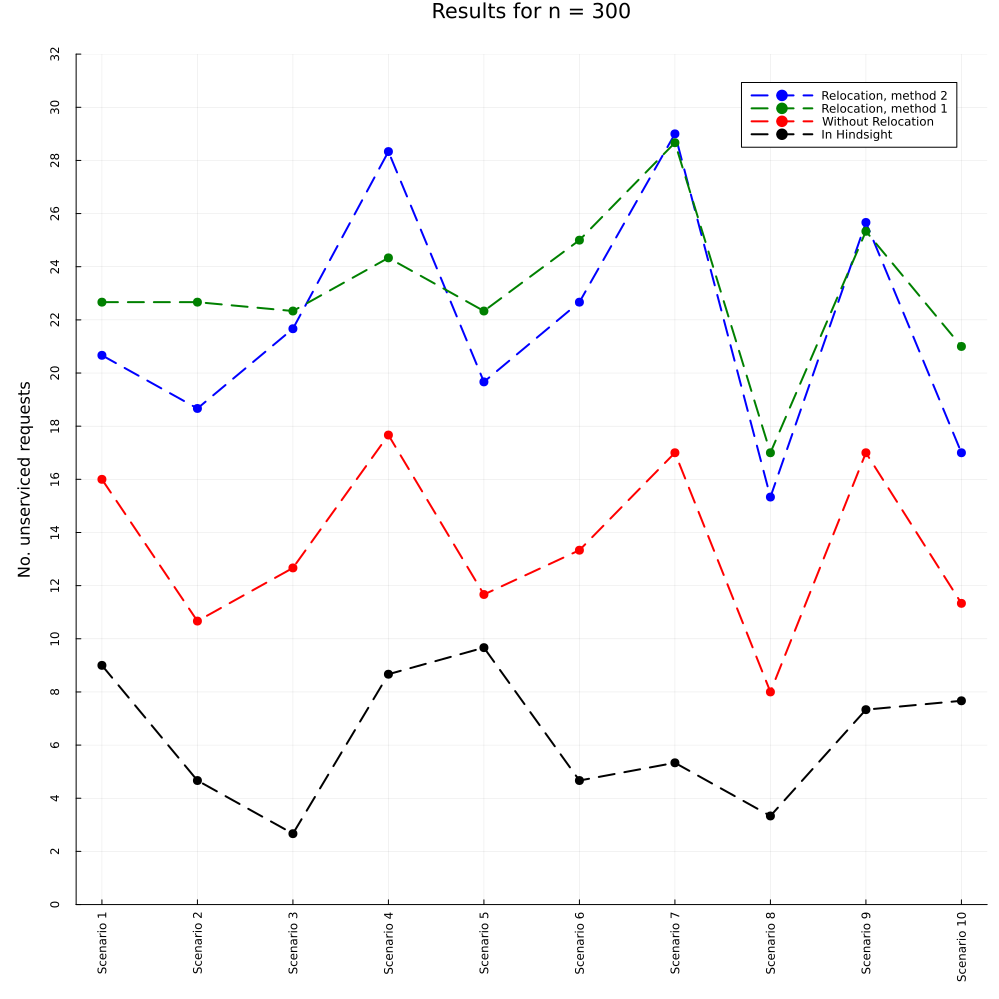 Results for n = 300
Relocation, method 2
Relocation, method 1
Without Relocation
In Hindsight
No. unserviced requests
32
30
28
26
24
22
20
18
16
14
12
10
8
6
4
2
0
Scenario 1
Scenario 2
Scenario 3
Scenario 4
Scenario 5
Scenario 6
Scenario 7
Scenario 8
Scenario 9
Scenario 10